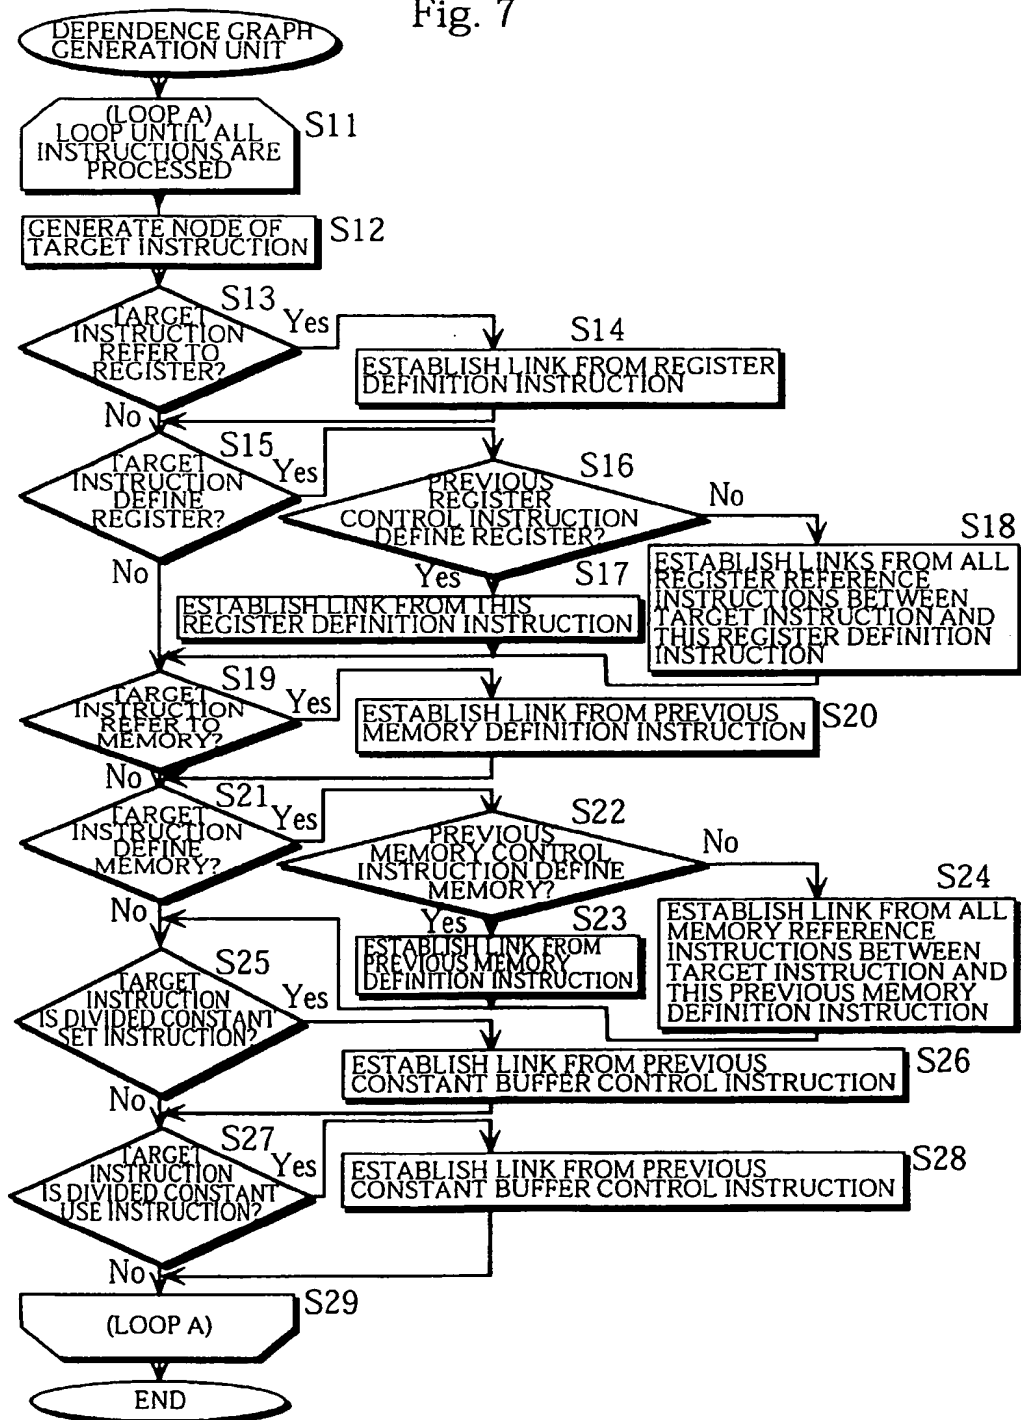 Fig. 7
DEPENDENCE GRAPH
GENERATION UNIT
(LOOP A)
LOOP UNTIL ALL
INSTRUCTIONS ARE
PROCESSED
S11
GENERATE NODE OF
TARGET INSTRUCTION
S12
S13
TARGET
INSTRUCTION
REFER TO
REGISTER?
Yes
S14
ESTABLISH LINK FROM REGISTER
DEFINITION INSTRUCTION
No
S15
TARGET
INSTRUCTION
DEFINE
REGISTER?
Yes
S16
PREVIOUS
REGISTER
CONTROL INSTRUCTION
DEFINE REGISTER?
No
S18
ESTABLISH LINKS FROM ALL
REGISTER REFERENCE
INSTRUCTIONS BETWEEN
TARGET INSTRUCTION AND
THIS REGISTER DEFINITION
INSTRUCTION
No
Yes
S17
ESTABLISH LINK FROM THIS
REGISTER DEFINITION INSTRUCTION
S19
TARGET
INSTRUCTION
REFER TO
MEMORY?
Yes
ESTABLISH LINK FROM PREVIOUS
MEMORY DEFINITION INSTRUCTION
S20
No
S21
TARGET
INSTRUCTION
DEFINE
MEMORY?
Yes
S22
PREVIOUS
MEMORY CONTROL
INSTRUCTION DEFINE
MEMORY?
No
S24
ESTABLISH LINK FROM ALL
MEMORY REFERENCE
INSTRUCTIONS BETWEEN
TARGET INSTRUCTION AND
THIS PREVIOUS MEMORY
DEFINITION INSTRUCTION
No
Yes
S23
ESTABLISH LINK FROM
PREVIOUS MEMORY
DEFINITION INSTRUCTION
S25
TARGET
INSTRUCTION
IS DIVIDED CONSTANT
SET INSTRUCTION?
Yes
ESTABLISH LINK FROM PREVIOUS
CONSTANT BUFFER CONTROL INSTRUCTION
S26
No
S27
TARGET
INSTRUCTION
IS DIVIDED CONSTANT
USE INSTRUCTION?
Yes
ESTABLISH LINK FROM PREVIOUS
CONSTANT BUFFER CONTROL INSTRUCTION
S28
No
(LOOP A)
S29
END